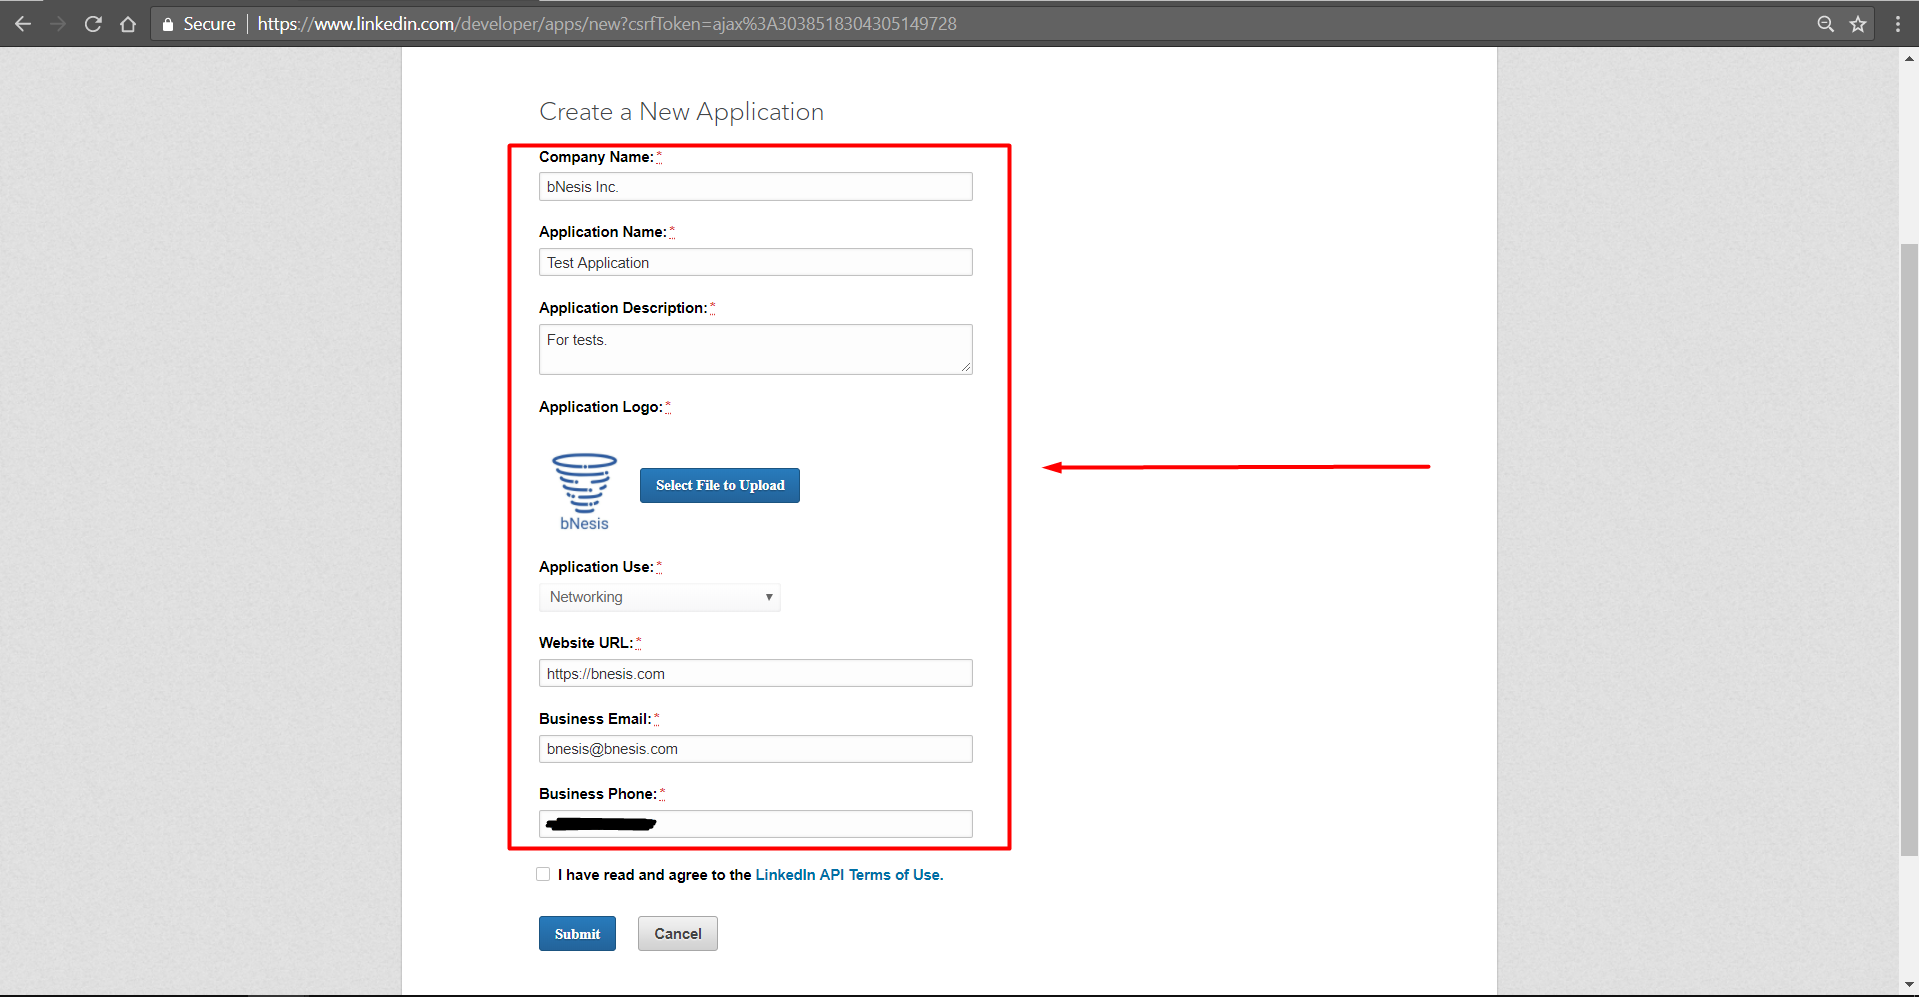 Secure https://www.linkedin.com/developer/apps/new?csrfToken=ajax%3A3038518304305149728
Create a New Application
Company Name:*
bNesis Inc.
Application Name:*
Test Application
Application Description:*
For tests.
Application Logo:*
bNesis
Select File to Upload
Application Use:*
Networking
Website URL:*
https://bnesis.com
Business Email:*
bnesis@bnesis.com
Business Phone:*
I have read and agree to the LinkedIn API Terms of Use.
Submit Cancel